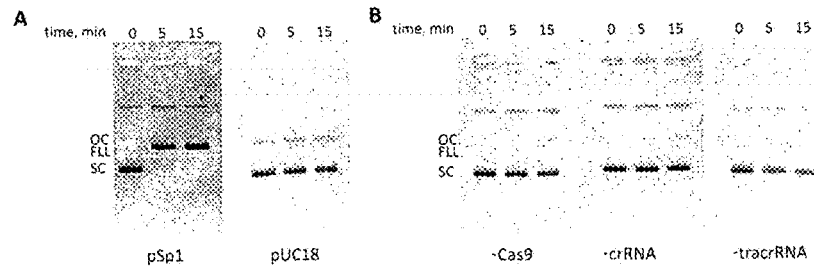 A
B
time, min 0 5 15 0 5 15
time, min 0 5 15 0 5 15 0 5 15
OC
FLL
SC
OC
FLL
SC
pSp1 pUC18
-Cas9 -crRNA -tracrRNA